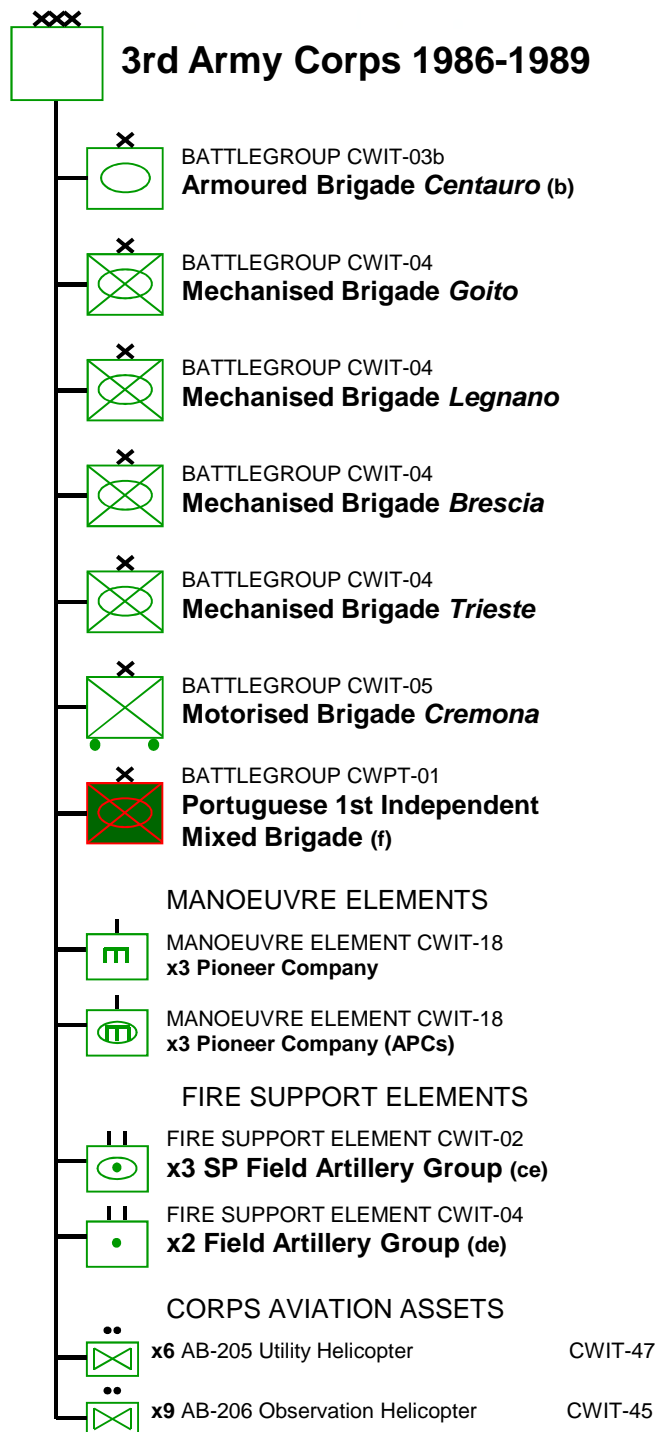 3rd Army Corps 1986-1989
BATTLEGROUP CWIT-03b
Armoured Brigade Centauro (b)
BATTLEGROUP CWIT-04
Mechanised Brigade Goito
BATTLEGROUP CWIT-04
Mechanised Brigade Legnano
BATTLEGROUP CWIT-04
Mechanised Brigade Brescia
BATTLEGROUP CWIT-04
Mechanised Brigade Trieste
BATTLEGROUP CWIT-05
Motorised Brigade Cremona
BATTLEGROUP CWPT-01
Portuguese 1st Independent
Mixed Brigade (f)
MANOEUVRE ELEMENTS
MANOEUVRE ELEMENT CWIT-18
x3 Pioneer Company
MANOEUVRE ELEMENT CWIT-18
x3 Pioneer Company (APCs)
FIRE SUPPORT ELEMENTS
FIRE SUPPORT ELEMENT CWIT-02
x3 SP Field Artillery Group (ce)
FIRE SUPPORT ELEMENT CWIT-04
x2 Field Artillery Group (de)
CORPS AVIATION ASSETS
x6 AB-205 Utility Helicopter CWIT-47
x9 AB-206 Observation Helicopter CWIT-45